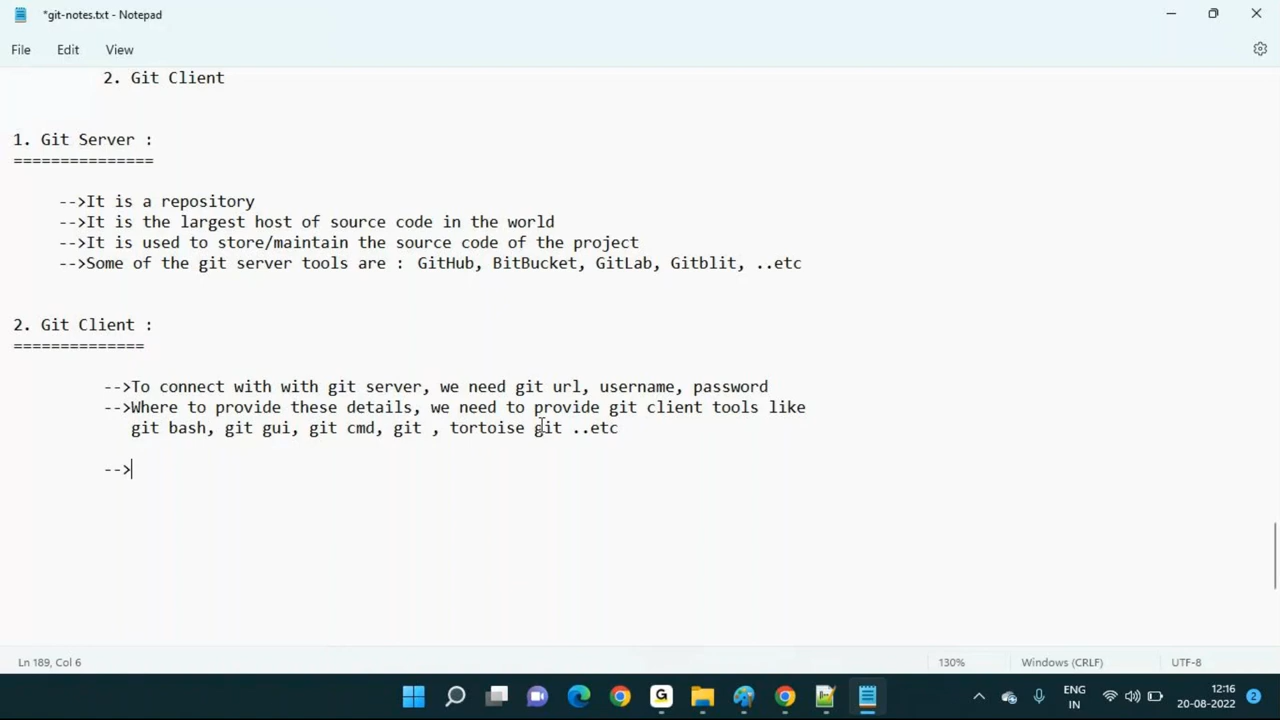 *git-notes.txt - Notepad
File Edit View
2. Git Client
1. Git Server :
===============
-->It is a repository
-->It is the largest host of source code in the world
-->It is used to store/maintain the source code of the project
-->Some of the git server tools are : GitHub, BitBucket, GitLab, Gitblit, ..etc
2. Git Client :
==============
-->To connect with with git server, we need git url, username, password
-->Where to provide these details, we need to provide git client tools like
git bash, git gui, git cmd, git , tortoise git ..etc
-->
Ln 189, Col 6 130% Windows (CRLF) UTF-8
G ENG 12:16
IN 20-08-2022 2